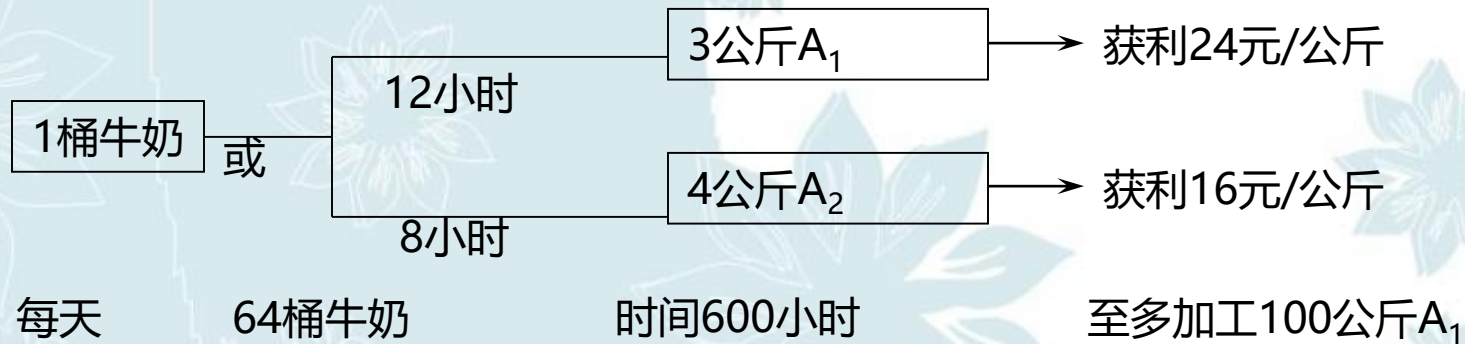 3公斤A₁ 获利24元/公斤
12小时
1桶牛奶 或
4公斤A₂ 获利16元/公斤
8小时
每天 64桶牛奶 时间600小时 至多加工100公斤A₁